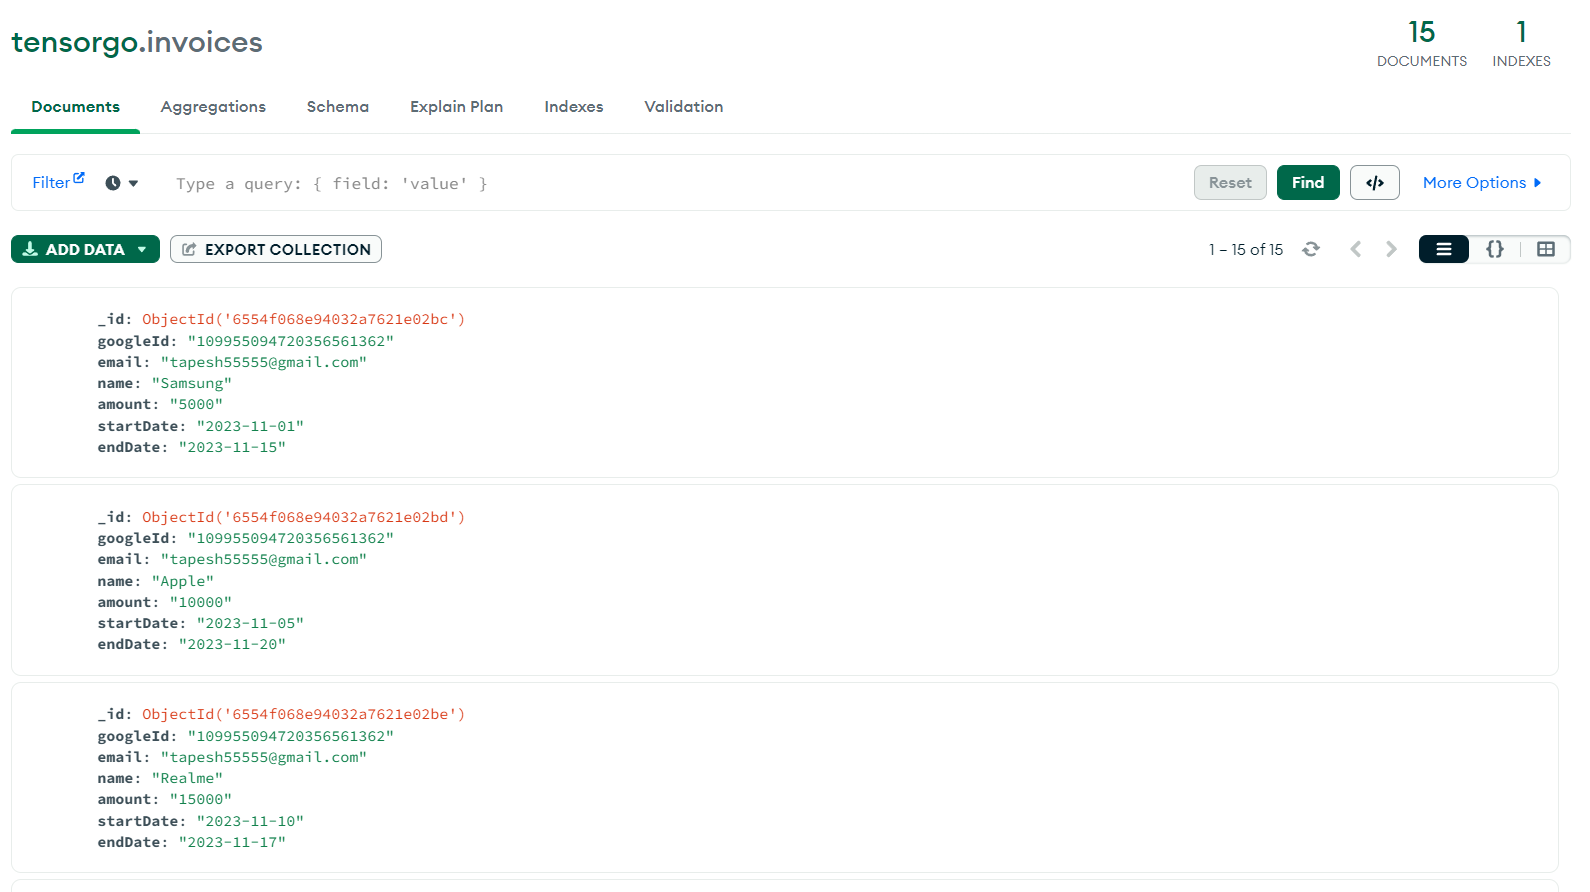 tensorgo.invoices
15
DOCUMENTS
1
INDEXES
Documents
Aggregations
Schema
Explain Plan
Indexes
Validation
Filter
Type a query: { field: 'value' }
Reset
Find
</>
More Options
ADD DATA
EXPORT COLLECTION
1 – 15 of 15
{}
_id: ObjectId('6554f068e94032a7621e02bc')
googleId: "109955094720356561362"
email: "tapesh55555@gmail.com"
name: "Samsung"
amount: "5000"
startDate: "2023-11-01"
endDate: "2023-11-15"
_id: ObjectId('6554f068e94032a7621e02bd')
googleId: "109955094720356561362"
email: "tapesh55555@gmail.com"
name: "Apple"
amount: "10000"
startDate: "2023-11-05"
endDate: "2023-11-20"
_id: ObjectId('6554f068e94032a7621e02be')
googleId: "109955094720356561362"
email: "tapesh55555@gmail.com"
name: "Realme"
amount: "15000"
startDate: "2023-11-10"
endDate: "2023-11-17"